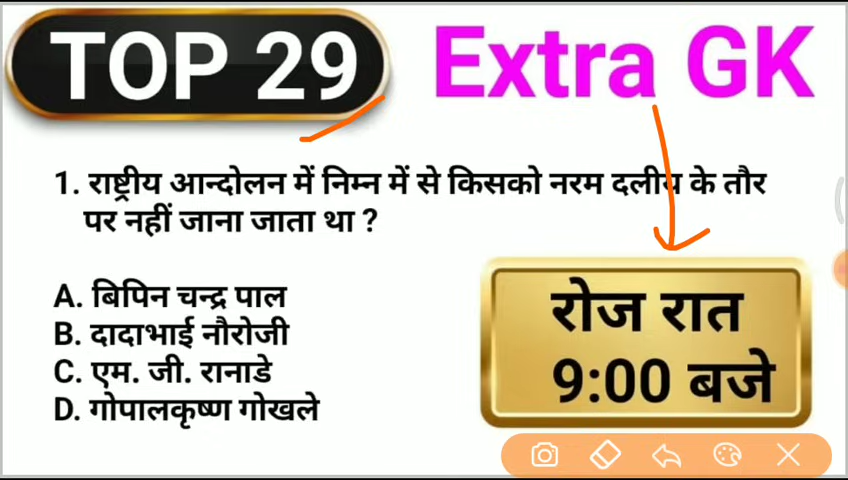 TOP 29 Extra GK
1. राष्ट्रीय आन्दोलन में निम्न में से किसको नरम दलीय के तौर
पर नहीं जाना जाता था ?
A. बिपिन चन्द्र पाल
B. दादाभाई नौरोजी
C. एम. जी. रानाडे
D. गोपालकृष्ण गोखले
रोज रात
9:00 बजे